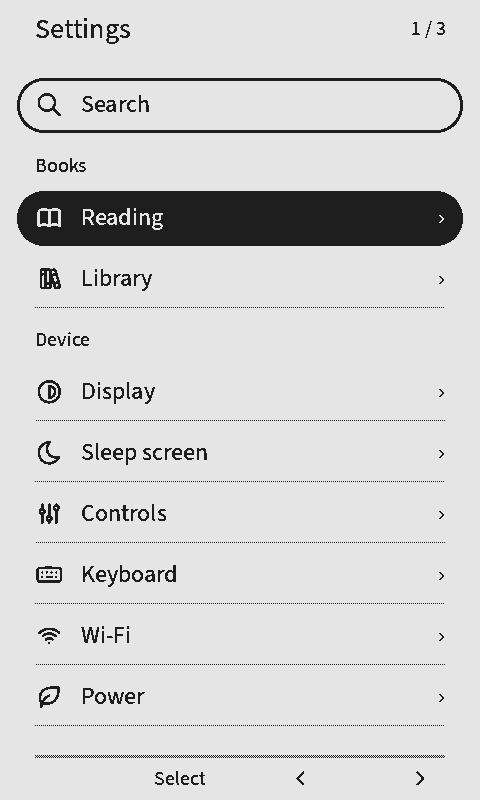 Settings
1 / 3
Search
Books
Reading
Library
Device
Display
Sleep screen
Controls
Keyboard
Wi-Fi
Power
Select